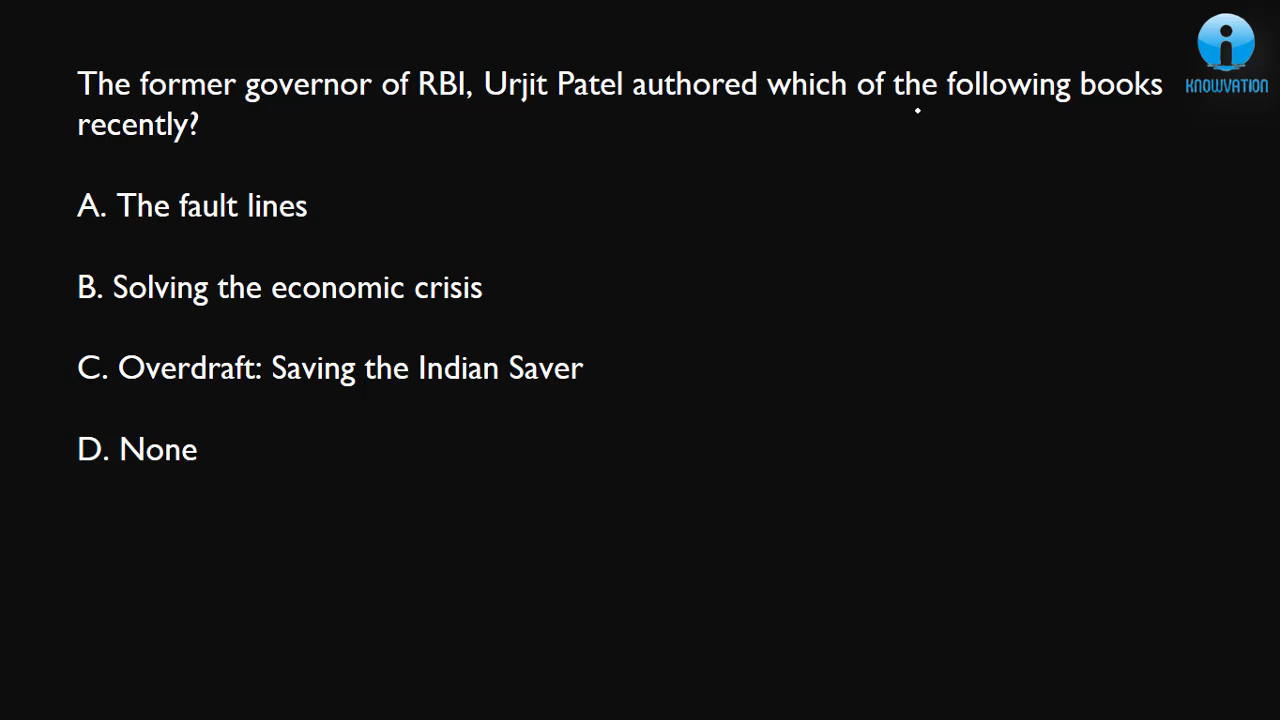 The former governor of RBI, Urjit Patel authored which of the following books
recently?
A. The fault lines
B. Solving the economic crisis
C. Overdraft: Saving the Indian Saver
D. None
KNOWVATION